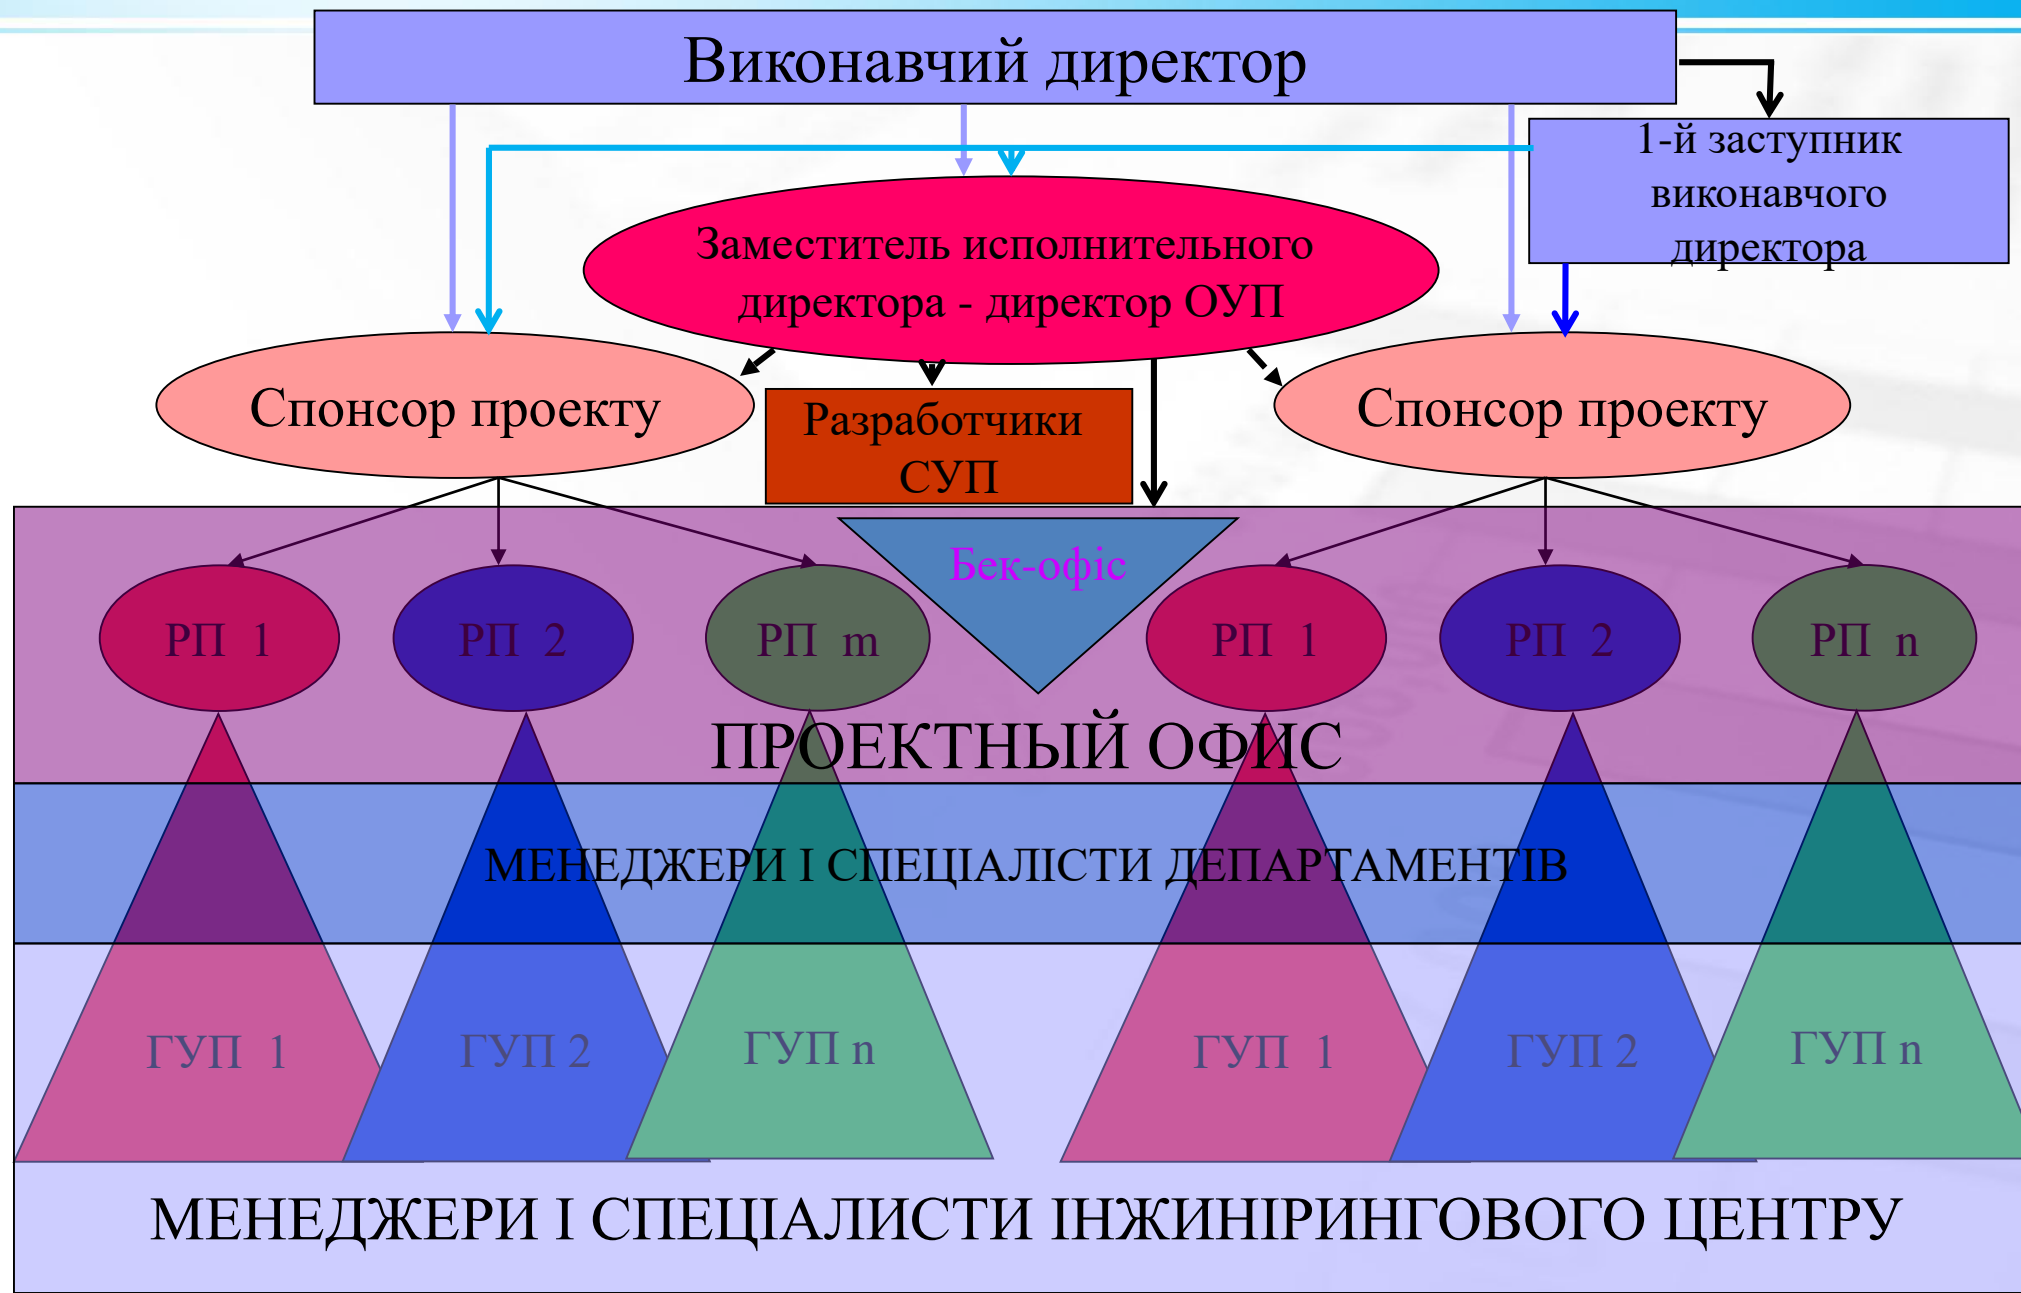 Виконавчий директор
1-й заступник
виконавчого
директора
Заместитель исполнительного
директора - директор ОУП
Спонсор проекту
Разработчики
СУП
Спонсор проекту
Бек-офіс
РП 1
РП 2
РП m
РП 1
РП 2
РП n
ПРОЕКТНЫЙ ОФИС
МЕНЕДЖЕРИ І СПЕЦІАЛІСТИ ДЕПАРТАМЕНТІВ
ГУП 1
ГУП 2
ГУП n
ГУП 1
ГУП 2
ГУП n
МЕНЕДЖЕРИ І СПЕЦІАЛИСТИ ІНЖИНІРИНГОВОГО ЦЕНТРУ